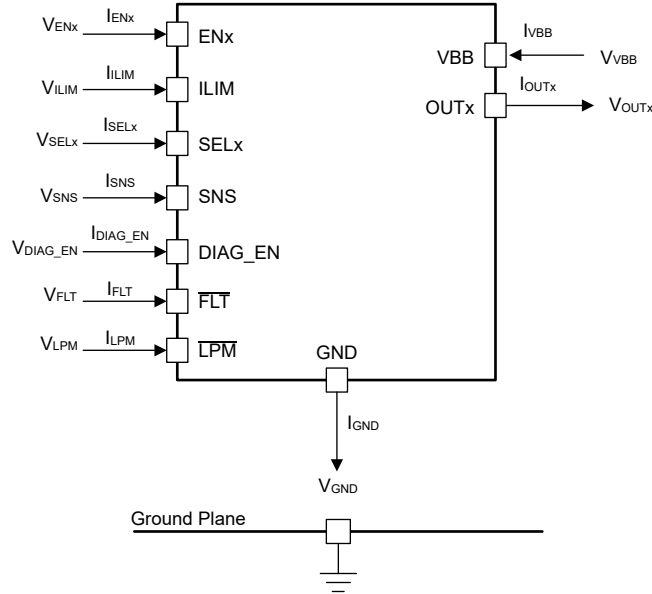 VENx IENx ENx
VILIM IILIM ILIM
VSELx ISELx SELx
VSNS ISNS SNS
VDIAG_EN IDIAG_EN DIAG_EN
VFLT IFLT FLT
VLPM ILPM LPM
VBB IVBB VVBB
OUTx IOUTx VOUTx
GND
IGND
VGND
Ground Plane